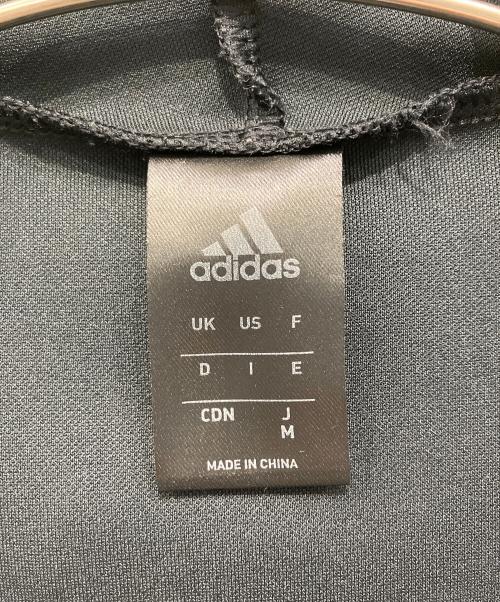 adidas
UK US F
D I E
CDN J
M
MADE IN CHINA